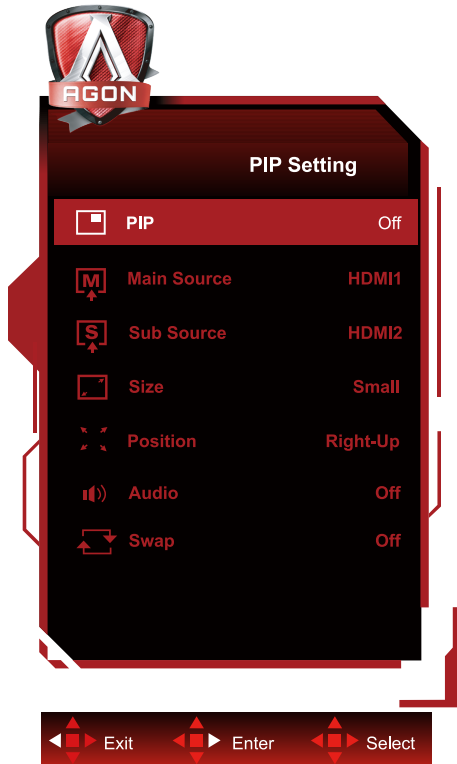 AGON
PIP Setting
PIP Off
Main Source HDMI1
Sub Source HDMI2
Size Small
Position Right-Up
Audio Off
Swap Off
Exit Enter Select